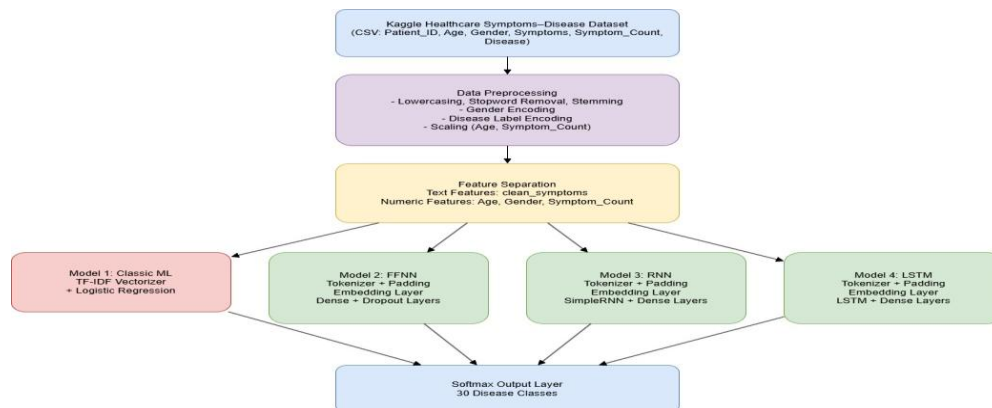 Kaggle Healthcare Symptoms–Disease Dataset
(CSV: Patient_ID, Age, Gender, Symptoms, Symptom_Count,
Disease)
Data Preprocessing
- Lowercasing, Stopword Removal, Stemming
- Gender Encoding
- Disease Label Encoding
- Scaling (Age, Symptom_Count)
Feature Separation
Text Features: clean_symptoms
Numeric Features: Age, Gender, Symptom_Count
Model 1: Classic ML
TF-IDF Vectorizer
+ Logistic Regression
Model 2: FFNN
Tokenizer + Padding
Embedding Layer
Dense + Dropout Layers
Model 3: RNN
Tokenizer + Padding
Embedding Layer
SimpleRNN + Dense Layers
Model 4: LSTM
Tokenizer + Padding
Embedding Layer
LSTM + Dense Layers
Softmax Output Layer
30 Disease Classes